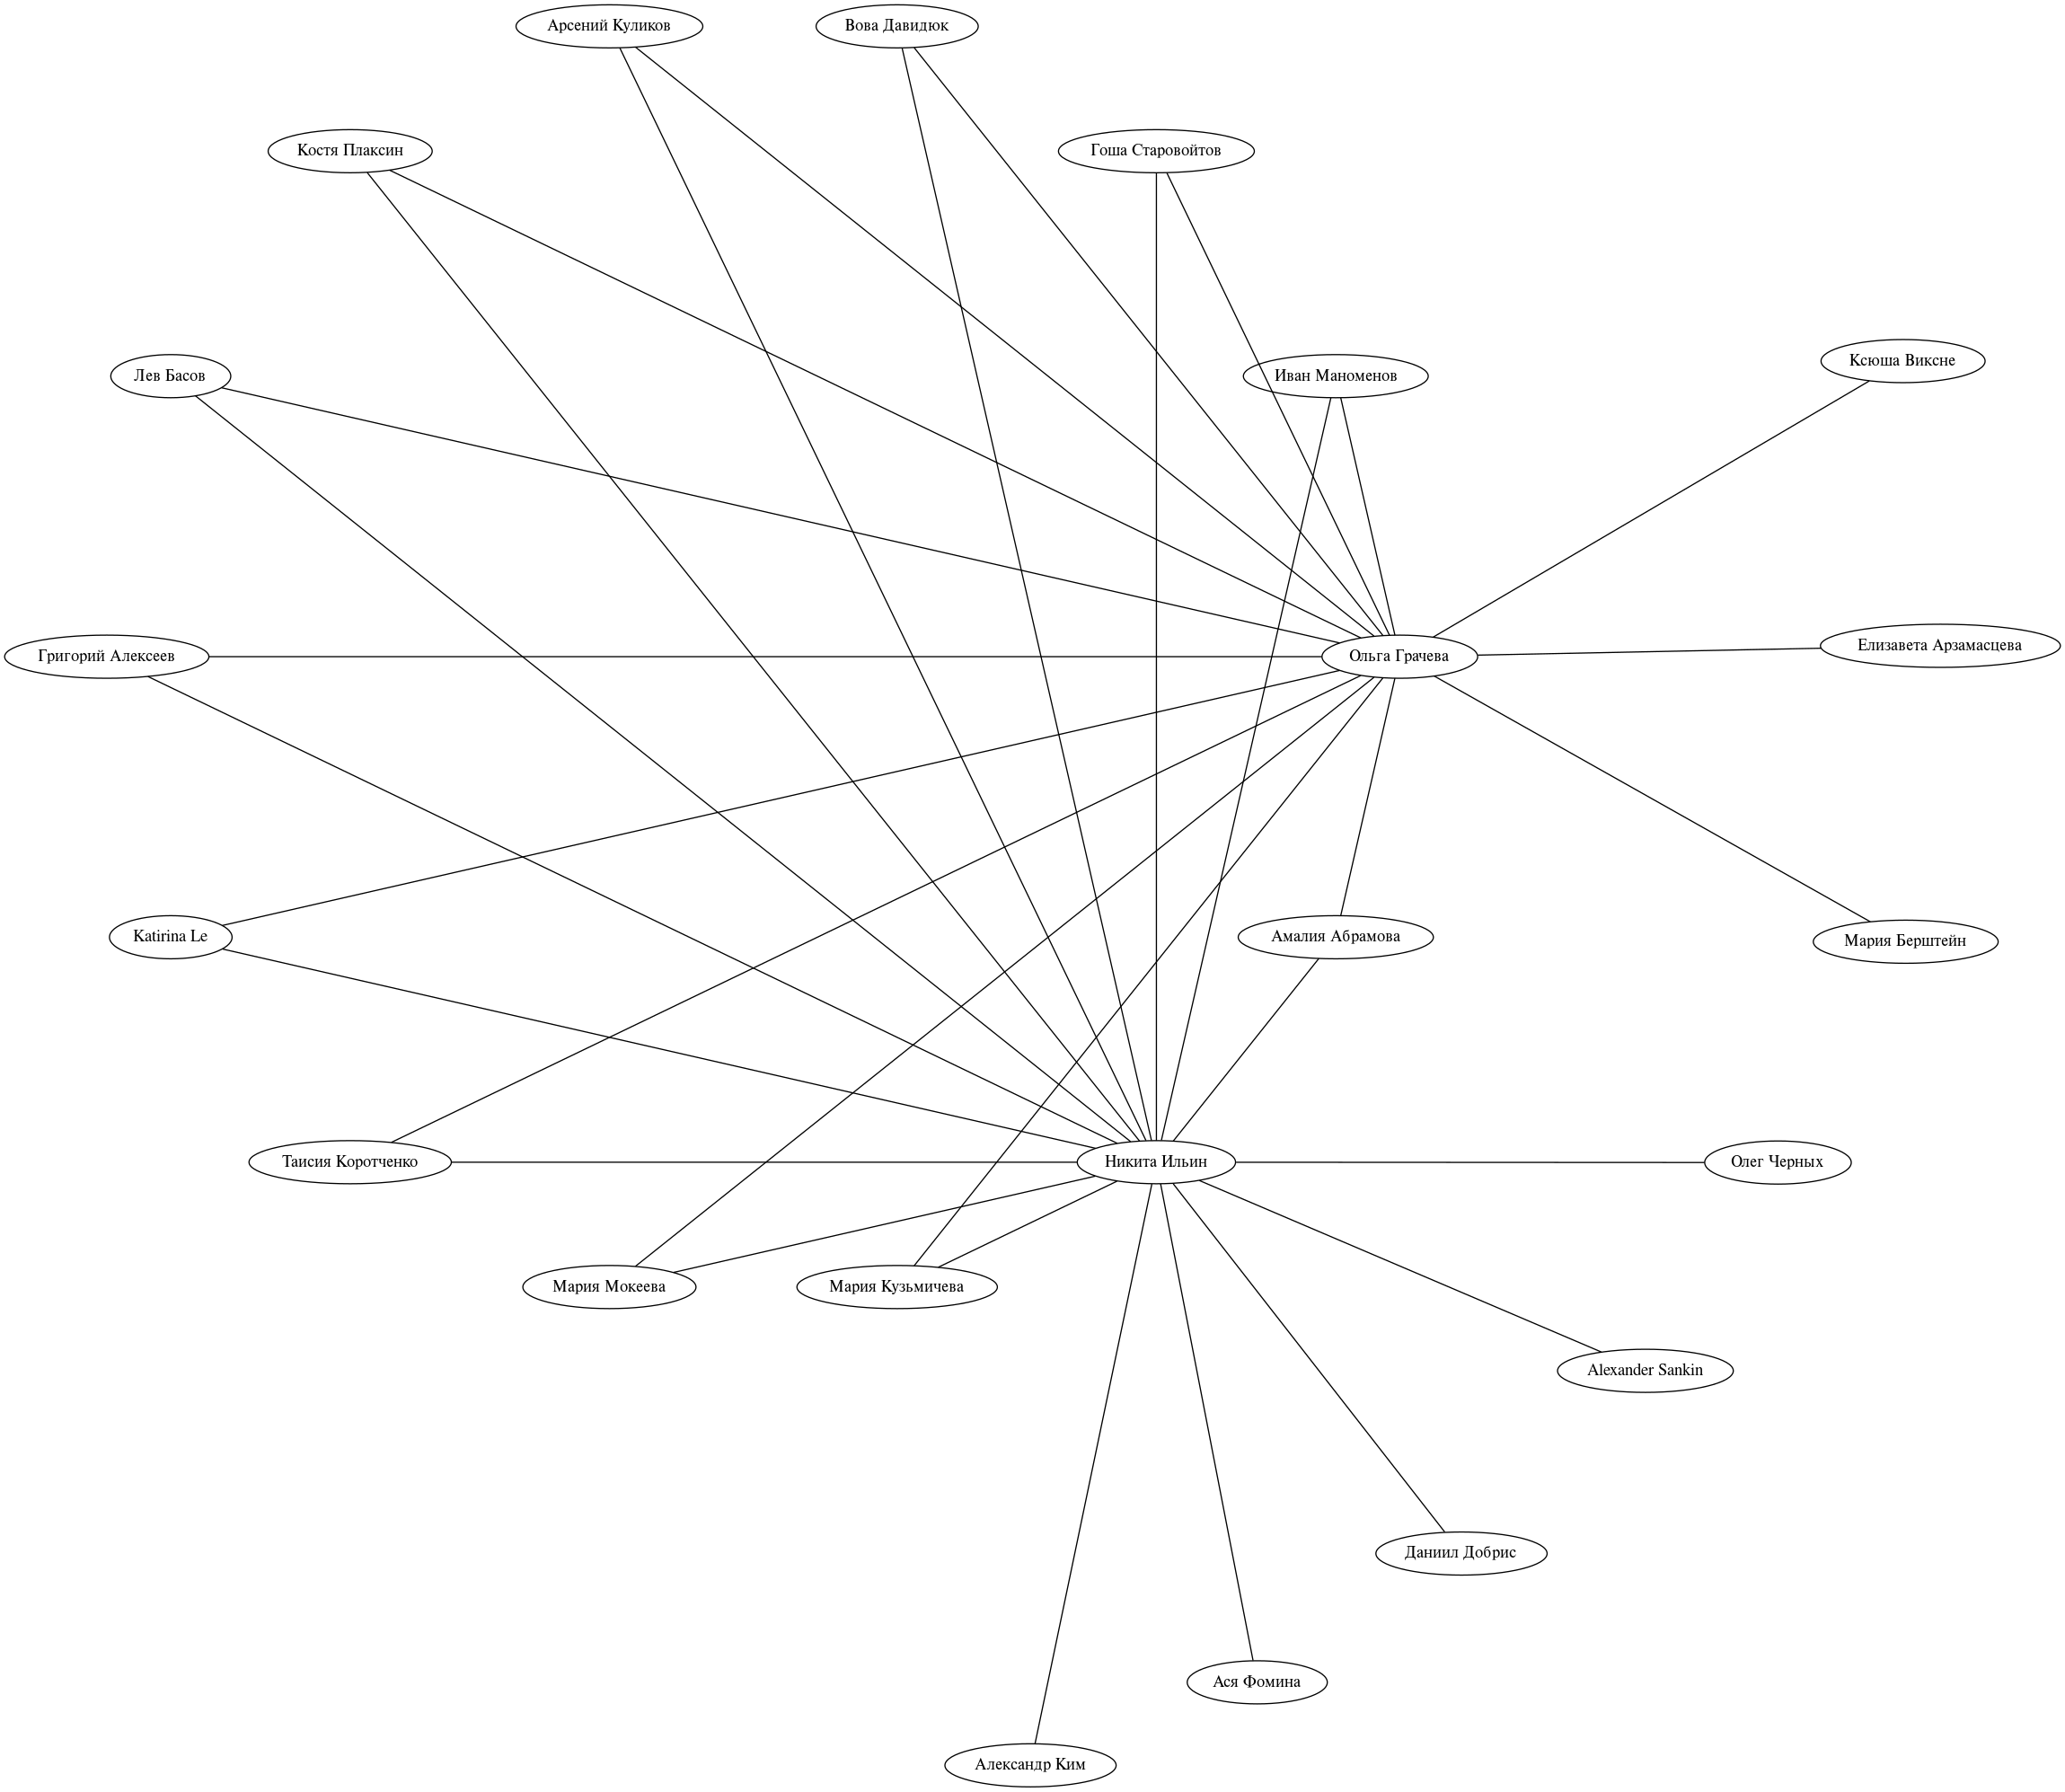 Арсений Куликов
Вова Давидюк
Костя Плаксин
Гоша Старовойтов
Лев Басов
Иван Маноменов
Ксюша Виксне
Григорий Алексеев
Ольга Грачева
Елизавета Арзамасцева
Katirina Le
Амалия Абрамова
Мария Берштейн
Таисия Коротченко
Никита Ильин
Олег Черных
Мария Мокеева
Мария Кузьмичева
Alexander Sankin
Даниил Добрис
Ася Фомина
Александр Ким